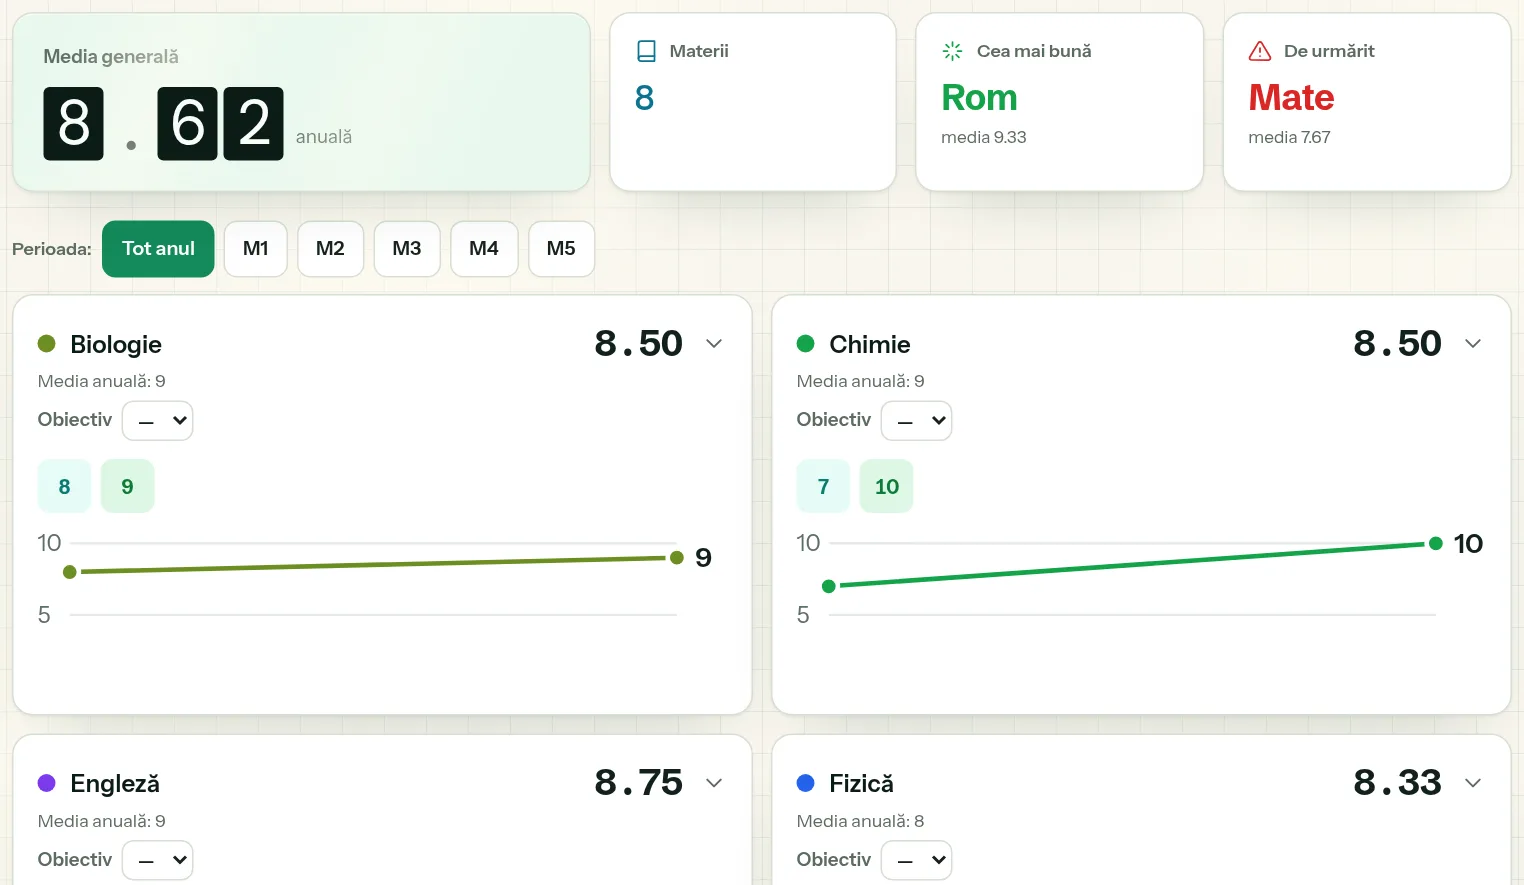 Media generală
8.62 anuală
Materii
8
Cea mai bună
Rom
media 9.33
De urmărit
Mate
media 7.67
Perioada: Tot anul M1 M2 M3 M4 M5
Biologie 8.50
Media anuală: 9
Obiectiv —
8 9
10
9
5
Chimie 8.50
Media anuală: 9
Obiectiv —
7 10
10
10
5
Engleză 8.75
Media anuală: 9
Obiectiv —
Fizică 8.33
Media anuală: 8
Obiectiv —